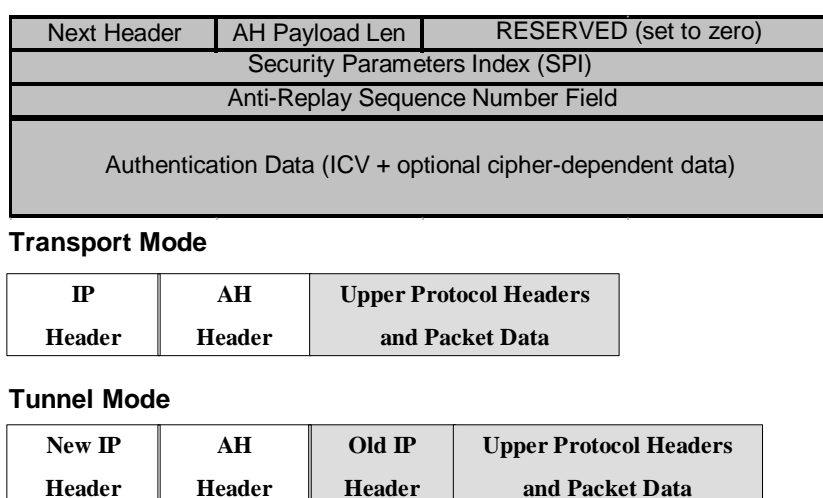 Next Header AH Payload Len RESERVED (set to zero)
Security Parameters Index (SPI)
Anti-Replay Sequence Number Field
Authentication Data (ICV + optional cipher-dependent data)
Transport Mode
IP Header AH Header Upper Protocol Headers and Packet Data
Tunnel Mode
New IP Header AH Header Old IP Header Upper Protocol Headers and Packet Data